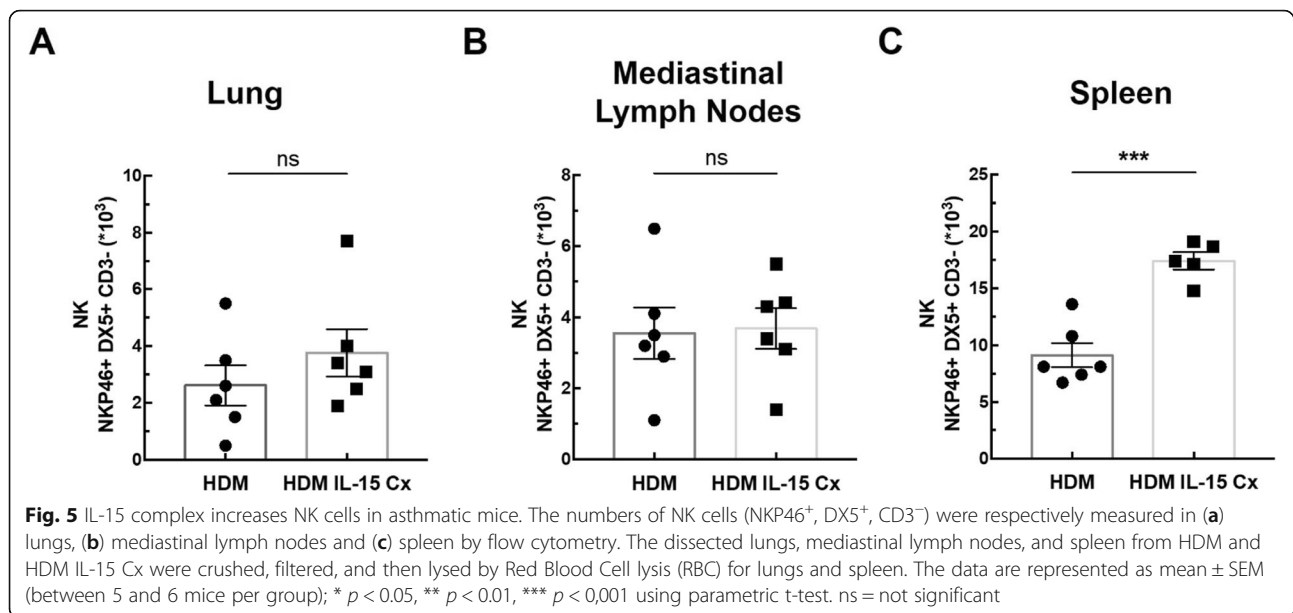 A
Lung
ns
10
8
6
4
2
0
NK
NKP46+ DX5+ CD3- (*10³)
HDM HDM IL-15 Cx
B
Mediastinal
Lymph Nodes
ns
8
6
4
2
0
NK
NKP46+ DX5+ CD3- (*10³)
HDM HDM IL-15 Cx
C
Spleen
***
25
20
15
10
5
0
NK
NKP46+ DX5+ CD3- (*10³)
HDM HDM IL-15 Cx
Fig. 5 IL-15 complex increases NK cells in asthmatic mice. The numbers of NK cells (NKP46⁺, DX5⁺, CD3⁻) were respectively measured in (a)
lungs, (b) mediastinal lymph nodes and (c) spleen by flow cytometry. The dissected lungs, mediastinal lymph nodes, and spleen from HDM and
HDM IL-15 Cx were crushed, filtered, and then lysed by Red Blood Cell lysis (RBC) for lungs and spleen. The data are represented as mean ± SEM
(between 5 and 6 mice per group); * p < 0.05, ** p < 0.01, *** p < 0,001 using parametric t-test. ns = not significant